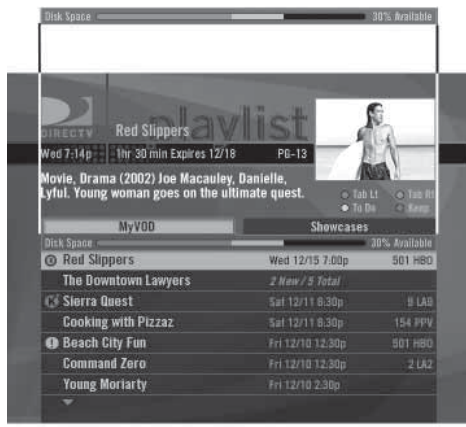 Disk Space 30% Available
playlist
DIRECTV Red Slippers
Wed 7:14p 1hr 30 min Expires 12/18 PG-13
Movie, Drama (2002) Joe Macauley, Danielle,
Lyful. Young woman goes on the ultimate quest.
Tab Lt Tab Rt
To Do Keep
MyVOD Showcases
Disk Space 30% Available
Red Slippers Wed 12/15 7:00p 501 HBO
The Downtown Lawyers 2 New / 5 Total
Sierra Quest Sat 12/11 8:30p 9 LA9
Cooking with Pizzaz Sat 12/11 8:30p 154 PPV
Beach City Fun Fri 12/10 12:30p 501 HBO
Command Zero Fri 12/10 12:30p 2 LA2
Young Moriarty Fri 12/10 2:30p